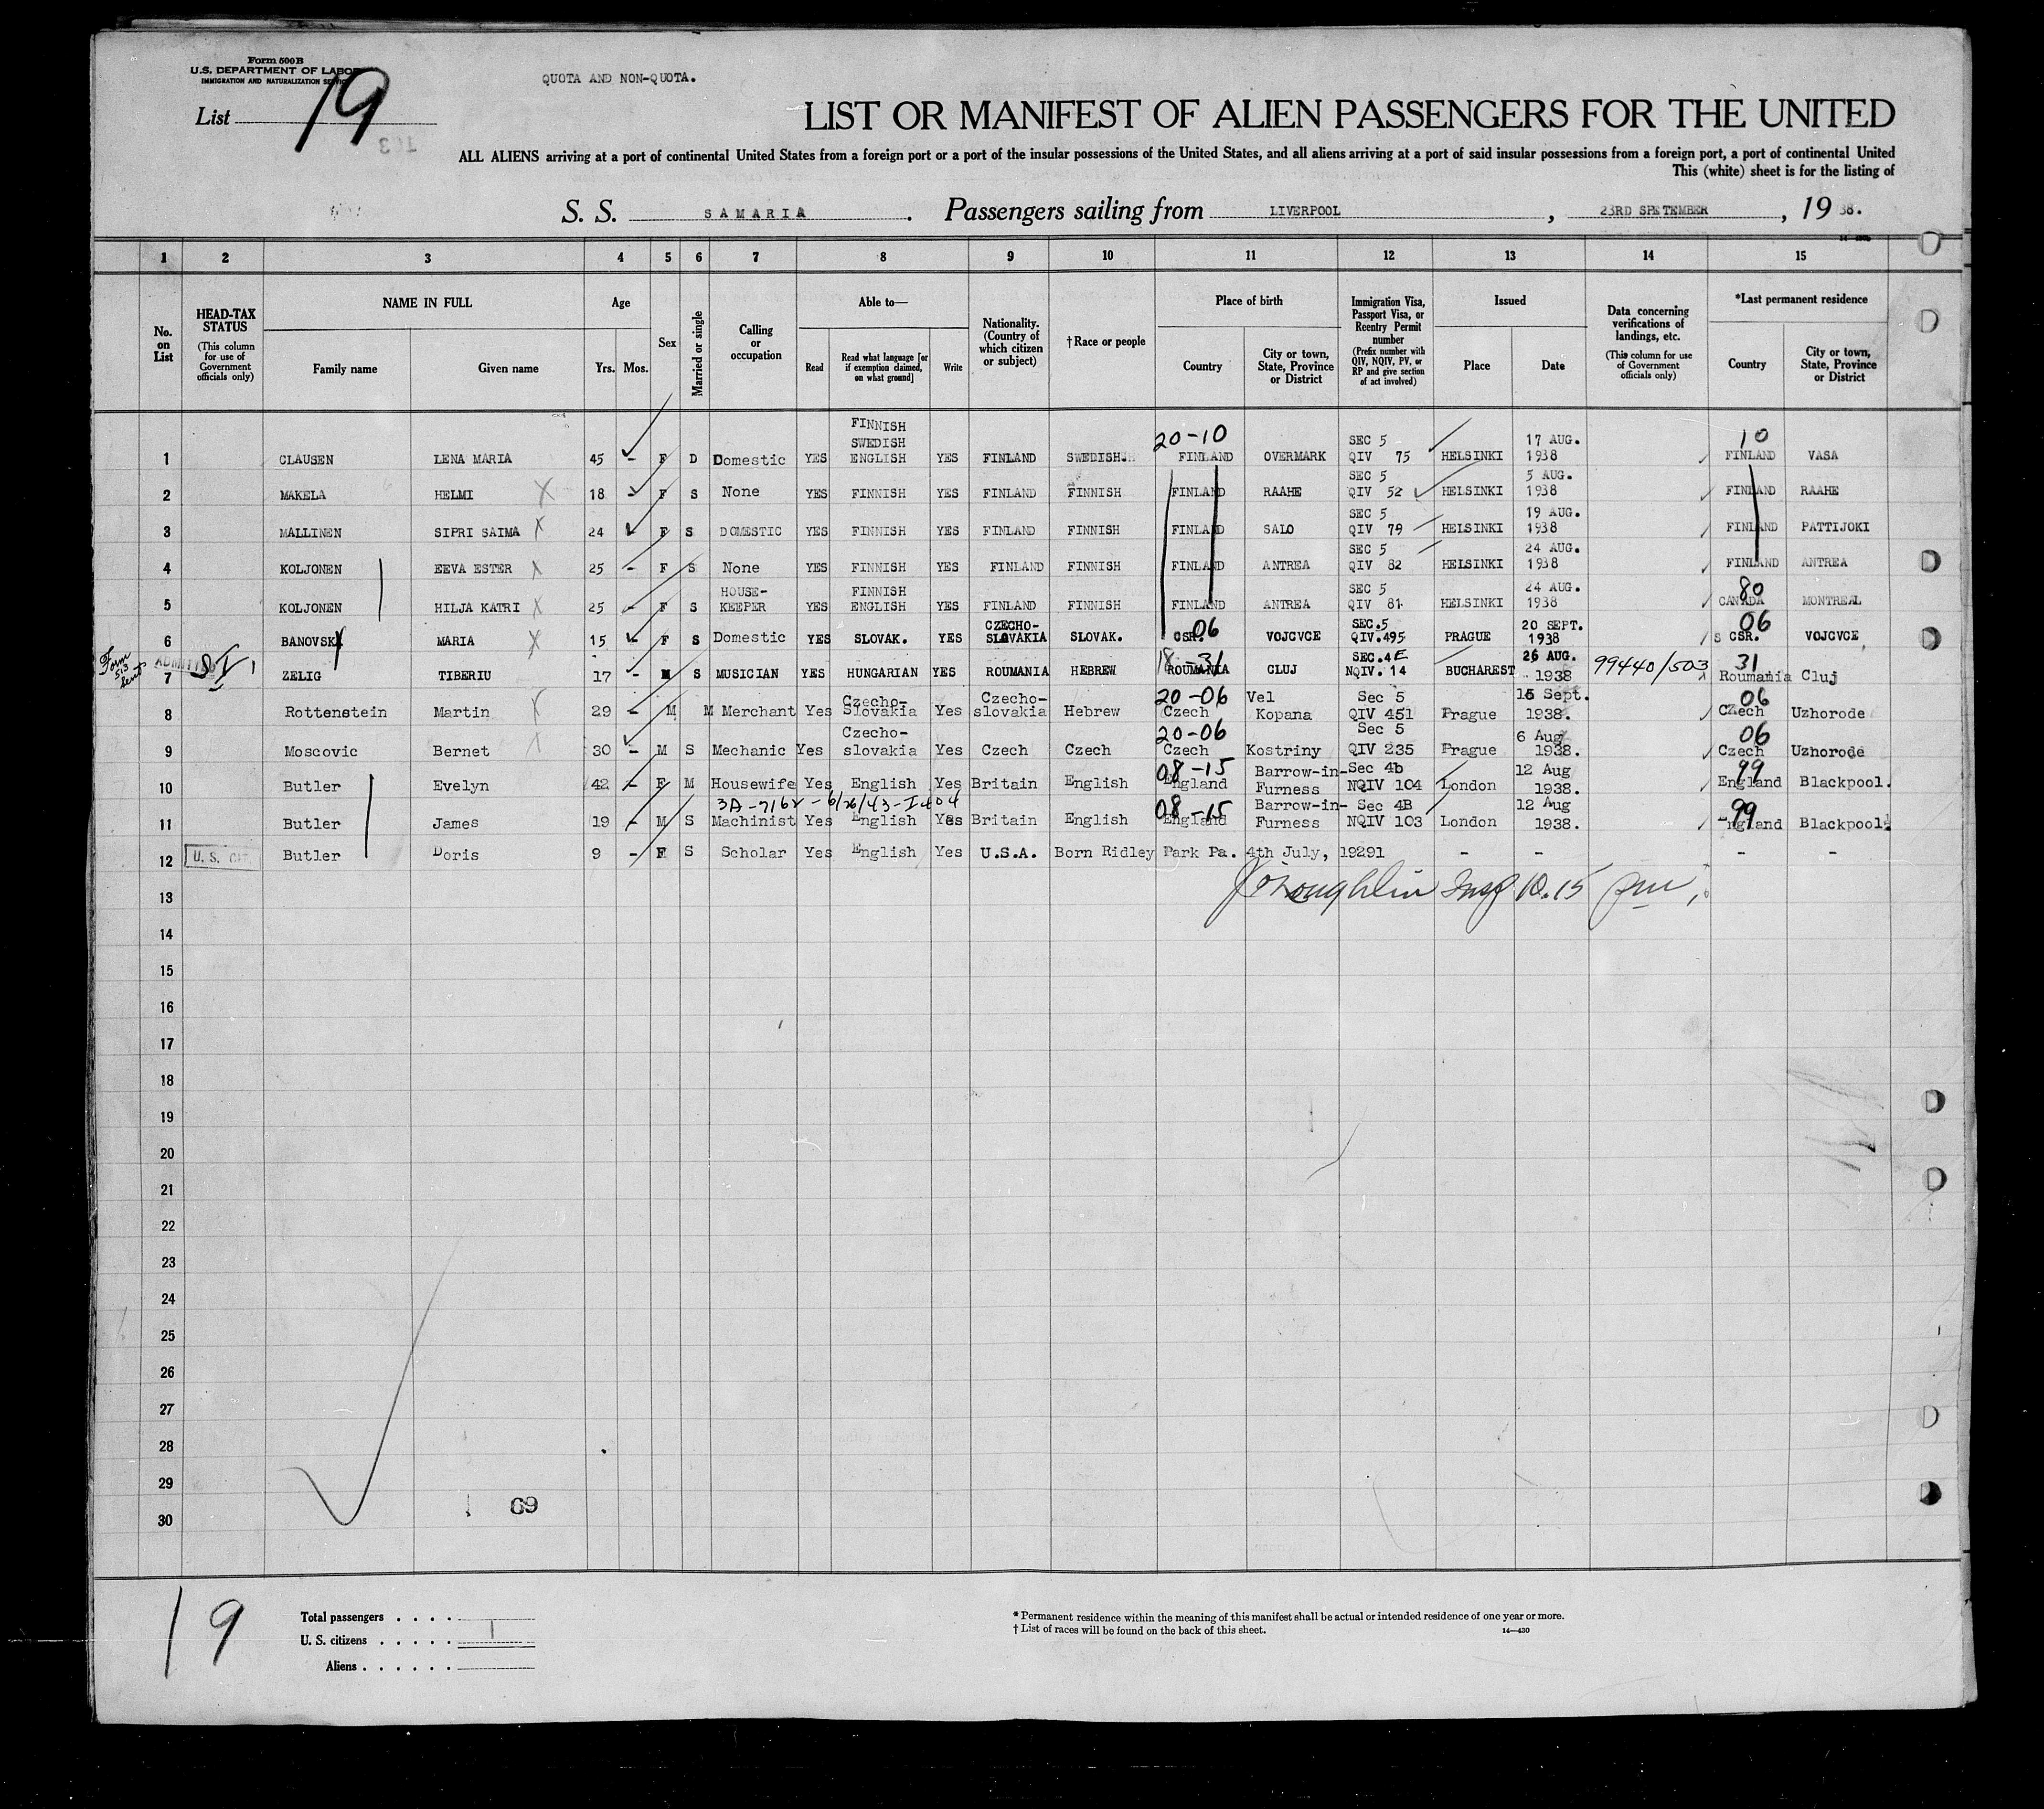 Form 500B
U.S. DEPARTMENT OF LABOR
IMMIGRATION AND NATURALIZATION SERVICE
QUOTA AND NON-QUOTA.
List 19
LIST OR MANIFEST OF ALIEN PASSENGERS FOR THE UNITED
ALL ALIENS arriving at a port of continental United States from a foreign port or a port of the insular possessions of the United States, and all aliens arriving at a port of said insular possessions from a foreign port, a port of continental United
This (white) sheet is for the listing of
S. S. SAMARIA. Passengers sailing from LIVERPOOL, 23RD SPETEMBER, 1938.
1 2 3 4 5 6 7 8 9 10 11 12 13 14 15
No. on List
HEAD-TAX STATUS (This column for use of Government officials only)
NAME IN FULL Family name Given name
Age Yrs. Mos.
Sex
Married or single
Calling or occupation
Able to— Read Read what language [or if exemption claimed, on what ground] Write
Nationality. (Country of which citizen or subject)
†Race or people
Place of birth Country City or town, State, Province or District
Immigration Visa, Passport Visa, or Reentry Permit number (Prefix number with QIV, NQIV, PV, or RP and give section of act involved)
Issued Place Date
Data concerning verifications of landings, etc. (This column for use of Government officials only)
*Last permanent residence Country City or town, State, Province or District
1 CLAUSEN LENA MARIA 45 - F D Domestic YES FINNISH SWEDISH ENGLISH YES FINLAND SWEDISH. 20-10 FINLAND OVERMARK SEC 5 QIV 75 HELSINKI 17 AUG. 1938 10 FINLAND VASA
2 MAKELA HELMI X 18 - F S None YES FINNISH YES FINLAND FINNISH FINLAND RAAHE SEC 5 QIV 52 HELSINKI 5 AUG. 1938 FINLAND RAAHE
3 MALLINEN SIPRI SAIMA X 24 F S DOMESTIC YES FINNISH YES FINLAND FINNISH FINLAND SALO SEC 5 QIV 79 HELSINKI 19 AUG. 1938 FINLAND PATTIJOKI
4 KOLJONEN EEVA ESTER X 25 - F S None YES FINNISH YES FINLAND FINNISH FINLAND ANTREA SEC 5 QIV 82 HELSINKI 24 AUG. 1938 FINLAND ANTREA
5 KOLJONEN HILJA KATRI X 25 - F S HOUSE-KEEPER YES FINNISH ENGLISH YES FINLAND FINNISH FINLAND ANTREA SEC 5 QIV 81 HELSINKI 24 AUG. 1938 80 CANADA MONTREAL
6 BANOVSKA MARIA X 15 - F S Domestic YES SLOVAK. YES CZECHO-SLOVAKIA SLOVAK. 06 CSR. VOJCVCE SEC.5 QIV.495 PRAGUE 20 SEPT. 1938 06 S CSR. VOJCVCE
Form 513 Sent ADMITTED SI 7 ZELIG TIBERIU 17 - M S MUSICIAN YES HUNGARIAN YES ROUMANIA HEBREW 18-31 ROUMANIA CLUJ SEC.4E NQIV.14 BUCHAREST 26 AUG. 1938 99440/503 31 Roumania Cluj
8 Rottenstein Martin X 29 - M M Merchant Yes Czecho-Slovakia Yes Czecho-slovakia Hebrew 20-06 Czech Vel Kopana Sec 5 QIV 451 Prague 15 Sept. 1938. 06 Czech Uzhorode
9 Moscovic Bernet X 30 - M S Mechanic Yes Czecho-slovakia Yes Czech Czech 20-06 Czech Kostriny Sec 5 QIV 235 Prague 6 Aug 1938. 06 Czech Uzhorode
10 Butler Evelyn 42 - F M Housewife Yes English Yes Britain English 08-15 England Barrow-in-Furness Sec 4b NQIV 104 London 12 Aug 1938. 99 England Blackpool.
3A-7162-6/26/43-I404
11 Butler James 19 - M S Machinist Yes English Yes Britain English 08-15 England Barrow-in-Furness Sec 4B NQIV 103 London 12 Aug 1938. 99 England Blackpool.
12 U.S. CIT. Butler Doris 9 - F S Scholar Yes English Yes U.S.A. Born Ridley Park Pa. 4th July, 19291 - - - -
13 J O'Loughlin Insp 10.15 pm
14
15
16
17
18
19
20
21
22
23
24
25
26
27
28
29
30
69
19
Total passengers . . . .
U. S. citizens . . . . . 1
Aliens . . . . . .
* Permanent residence within the meaning of this manifest shall be actual or intended residence of one year or more.
† List of races will be found on the back of this sheet.
14—430